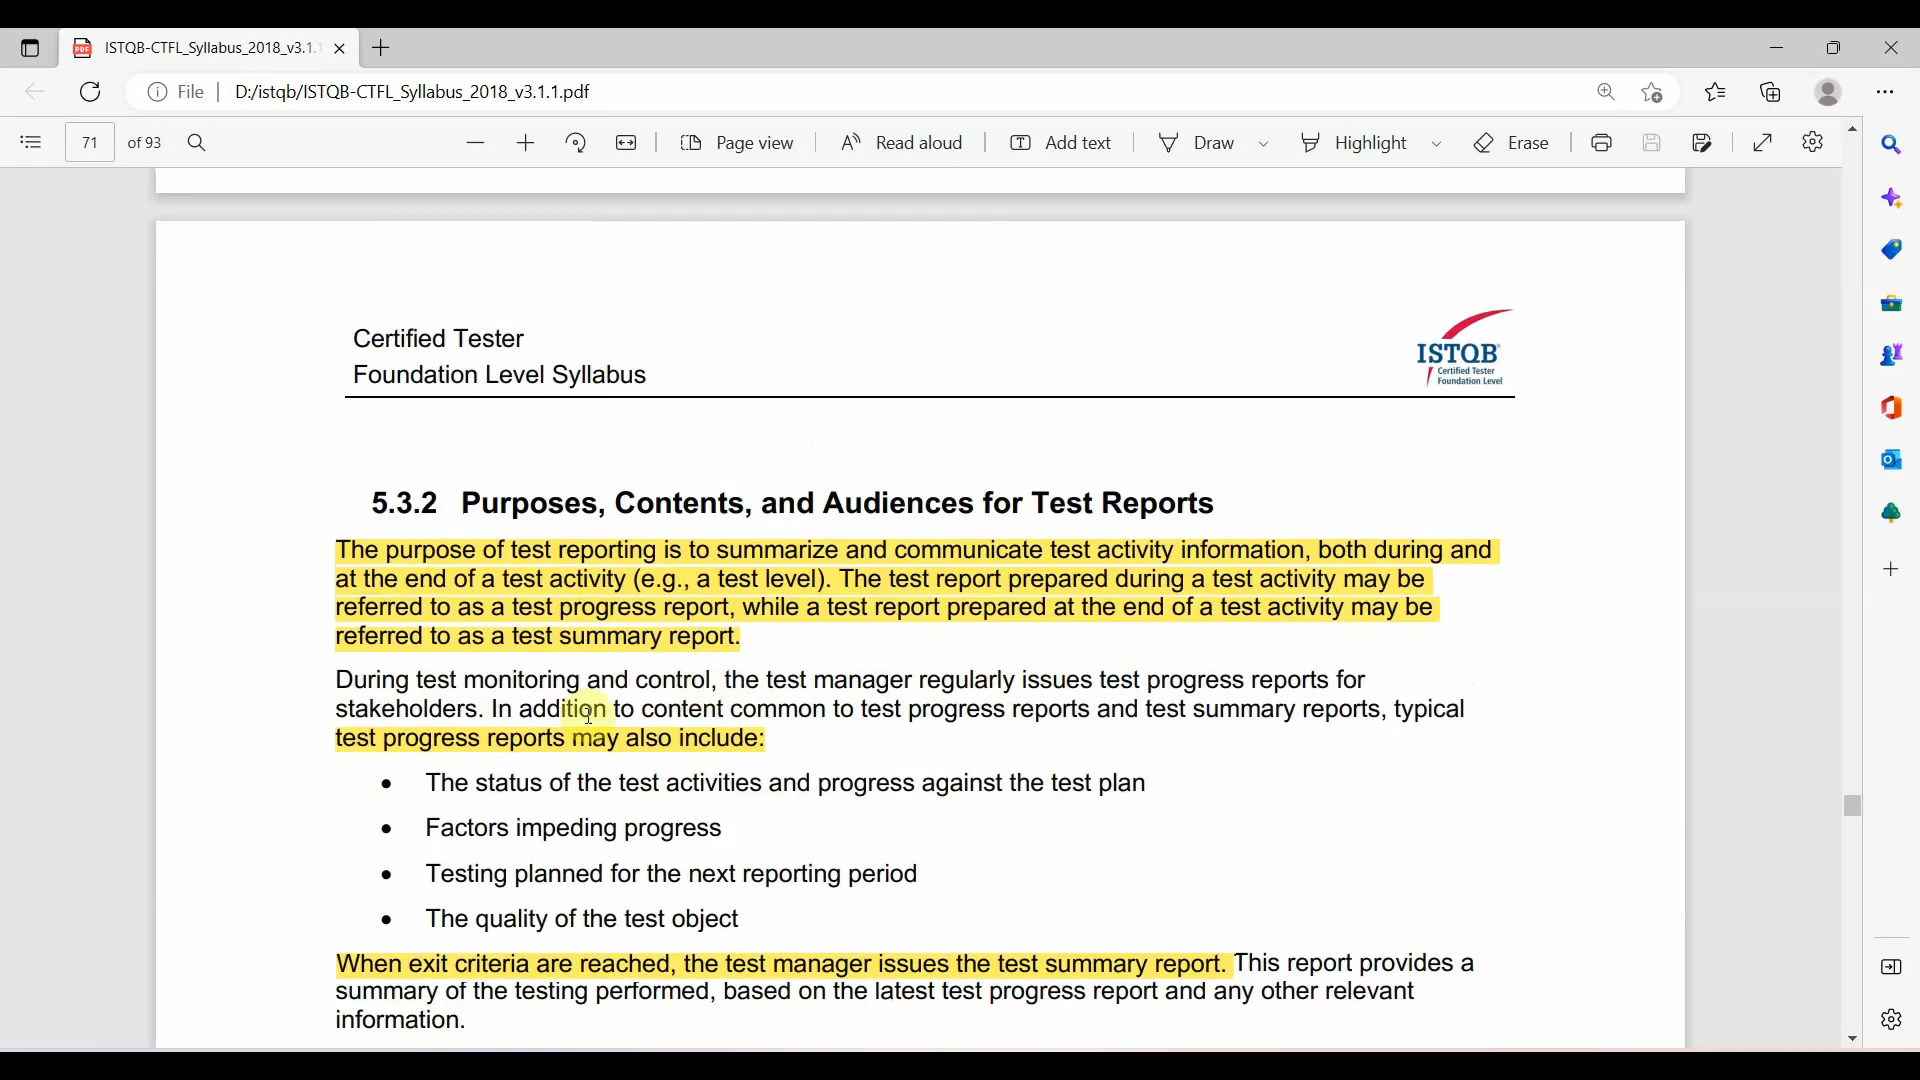 ISTQB-CTFL_Syllabus_2018_v3.1.1
File D:/istqb/ISTQB-CTFL_Syllabus_2018_v3.1.1.pdf
71 of 93 Page view Read aloud Add text Draw Highlight Erase
Certified Tester
Foundation Level Syllabus
ISTQB®
Certified Tester
Foundation Level
5.3.2 Purposes, Contents, and Audiences for Test Reports
The purpose of test reporting is to summarize and communicate test activity information, both during and
at the end of a test activity (e.g., a test level). The test report prepared during a test activity may be
referred to as a test progress report, while a test report prepared at the end of a test activity may be
referred to as a test summary report.
During test monitoring and control, the test manager regularly issues test progress reports for
stakeholders. In addition to content common to test progress reports and test summary reports, typical
test progress reports may also include:
• The status of the test activities and progress against the test plan
• Factors impeding progress
• Testing planned for the next reporting period
• The quality of the test object
When exit criteria are reached, the test manager issues the test summary report. This report provides a
summary of the testing performed, based on the latest test progress report and any other relevant
information.